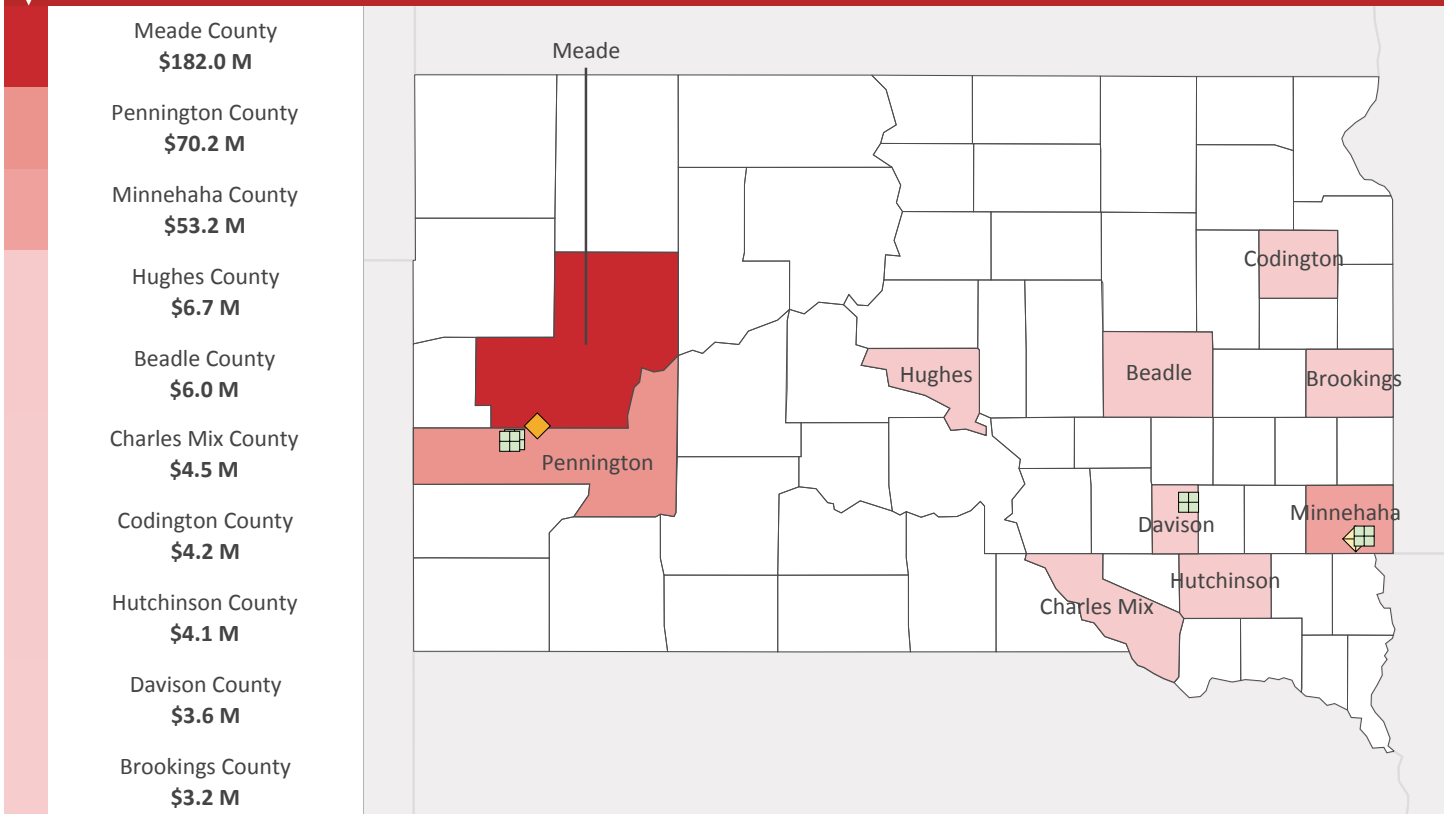 Meade County
$182.0 M
Pennington County
$70.2 M
Minnehaha County
$53.2 M
Hughes County
$6.7 M
Beadle County
$6.0 M
Charles Mix County
$4.5 M
Codington County
$4.2 M
Hutchinson County
$4.1 M
Davison County
$3.6 M
Brookings County
$3.2 M
Meade
Codington
Hughes
Beadle
Brookings
Pennington
Davison
Minnehaha
Hutchinson
Charles Mix